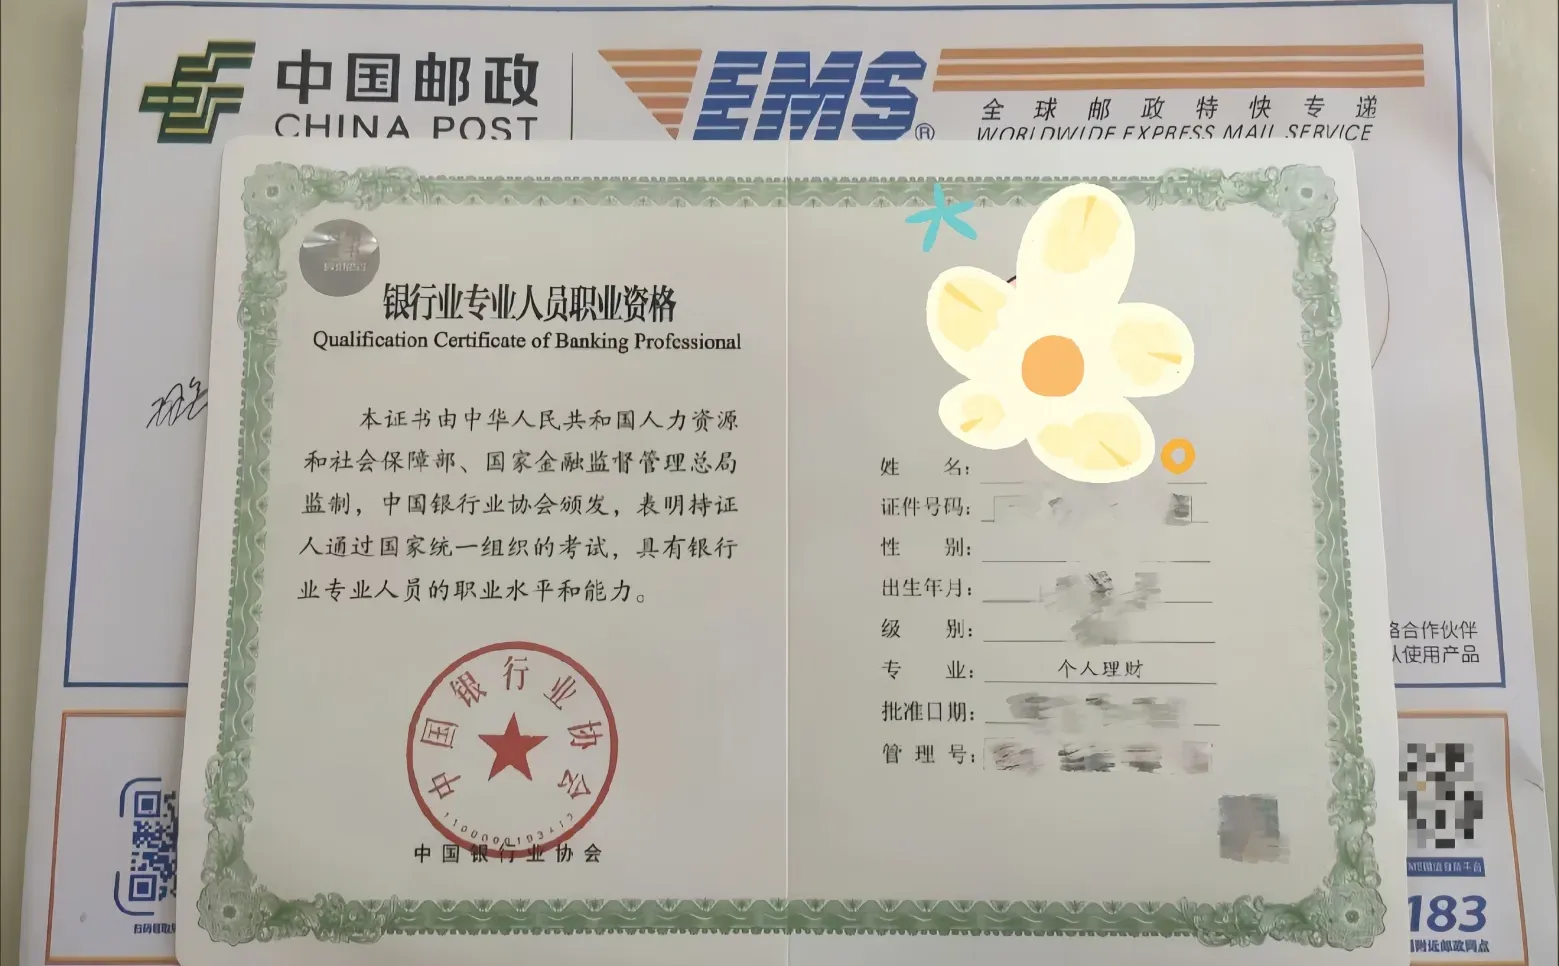 中国邮政
CHINA POST
EMS®
全球邮政特快专递
WORLDWIDE EXPRESS MAIL SERVICE
银行业专业人员职业资格
Qualification Certificate of Banking Professional
本证书由中华人民共和国人力资源
和社会保障部、国家金融监督管理总局
监制，中国银行业协会颁发，表明持证
人通过国家统一组织的考试，具有银行
业专业人员的职业水平和能力。
中国银行业协会
中国银行业协会
姓 名：
证件号码：
性 别：
出生年月：
级 别：
专 业： 个人理财
批准日期：
管 理 号：
合作伙伴
使用产品
扫码
183
附近邮政网点